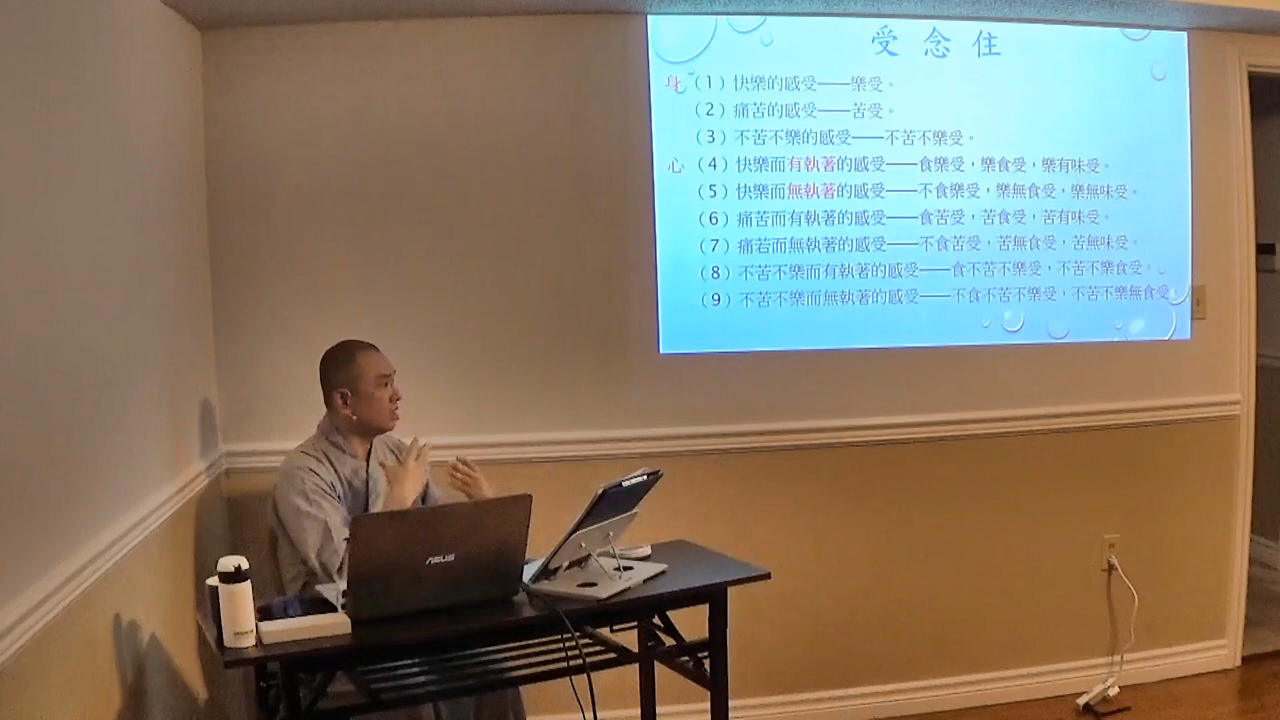 受念住
身（1）快樂的感受——樂受。
（2）痛苦的感受——苦受。
（3）不苦不樂的感受——不苦不樂受。
心（4）快樂而有執著的感受——食樂受，樂食受，樂有味受。
（5）快樂而無執著的感受——不食樂受，樂無食受，樂無味受。
（6）痛苦而有執著的感受——食苦受，苦食受，苦有味受。
（7）痛若而無執著的感受——不食苦受，苦無食受，苦無味受。
（8）不苦不樂而有執著的感受——食不苦不樂受，不苦不樂食受。
（9）不苦不樂而無執著的感受——不食不苦不樂受，不苦不樂無食受。
ASUS